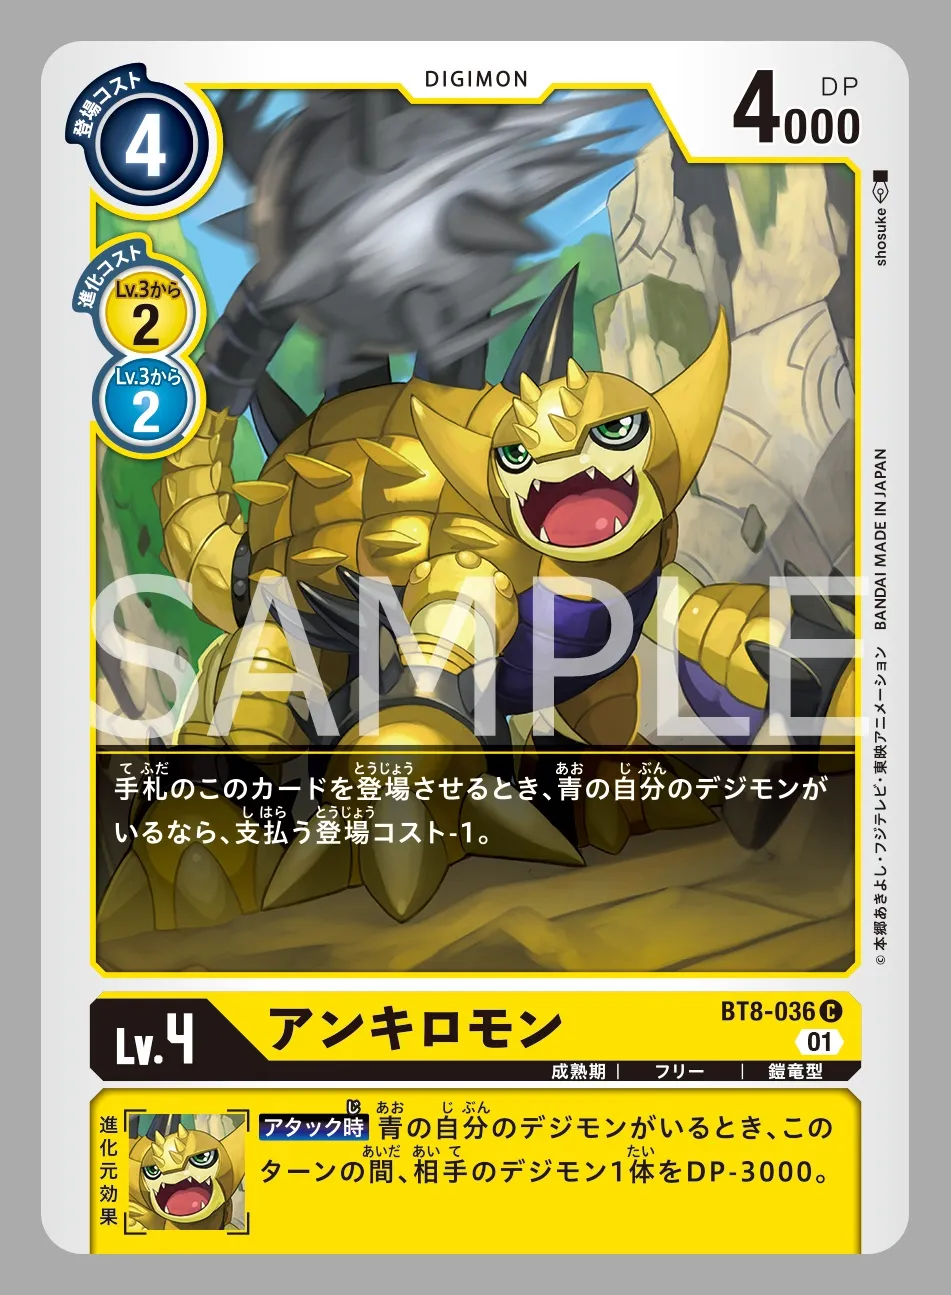 DIGIMON
登場コスト
4
DP
4000
進化コスト
Lv.3から
2
Lv.3から
2
shosuke
SAMPLE
手札のこのカードを登場させるとき、青の自分のデジモンが
いるなら、支払う登場コスト-1。
© 本郷あきよし・フジテレビ・東映アニメーション BANDAI MADE IN JAPAN
Lv.4
アンキロモン
BT8-036 C
01
成熟期 | フリー | 鎧竜型
進化元効果
アタック時 青の自分のデジモンがいるとき、この
ターンの間、相手のデジモン1体をDP-3000。